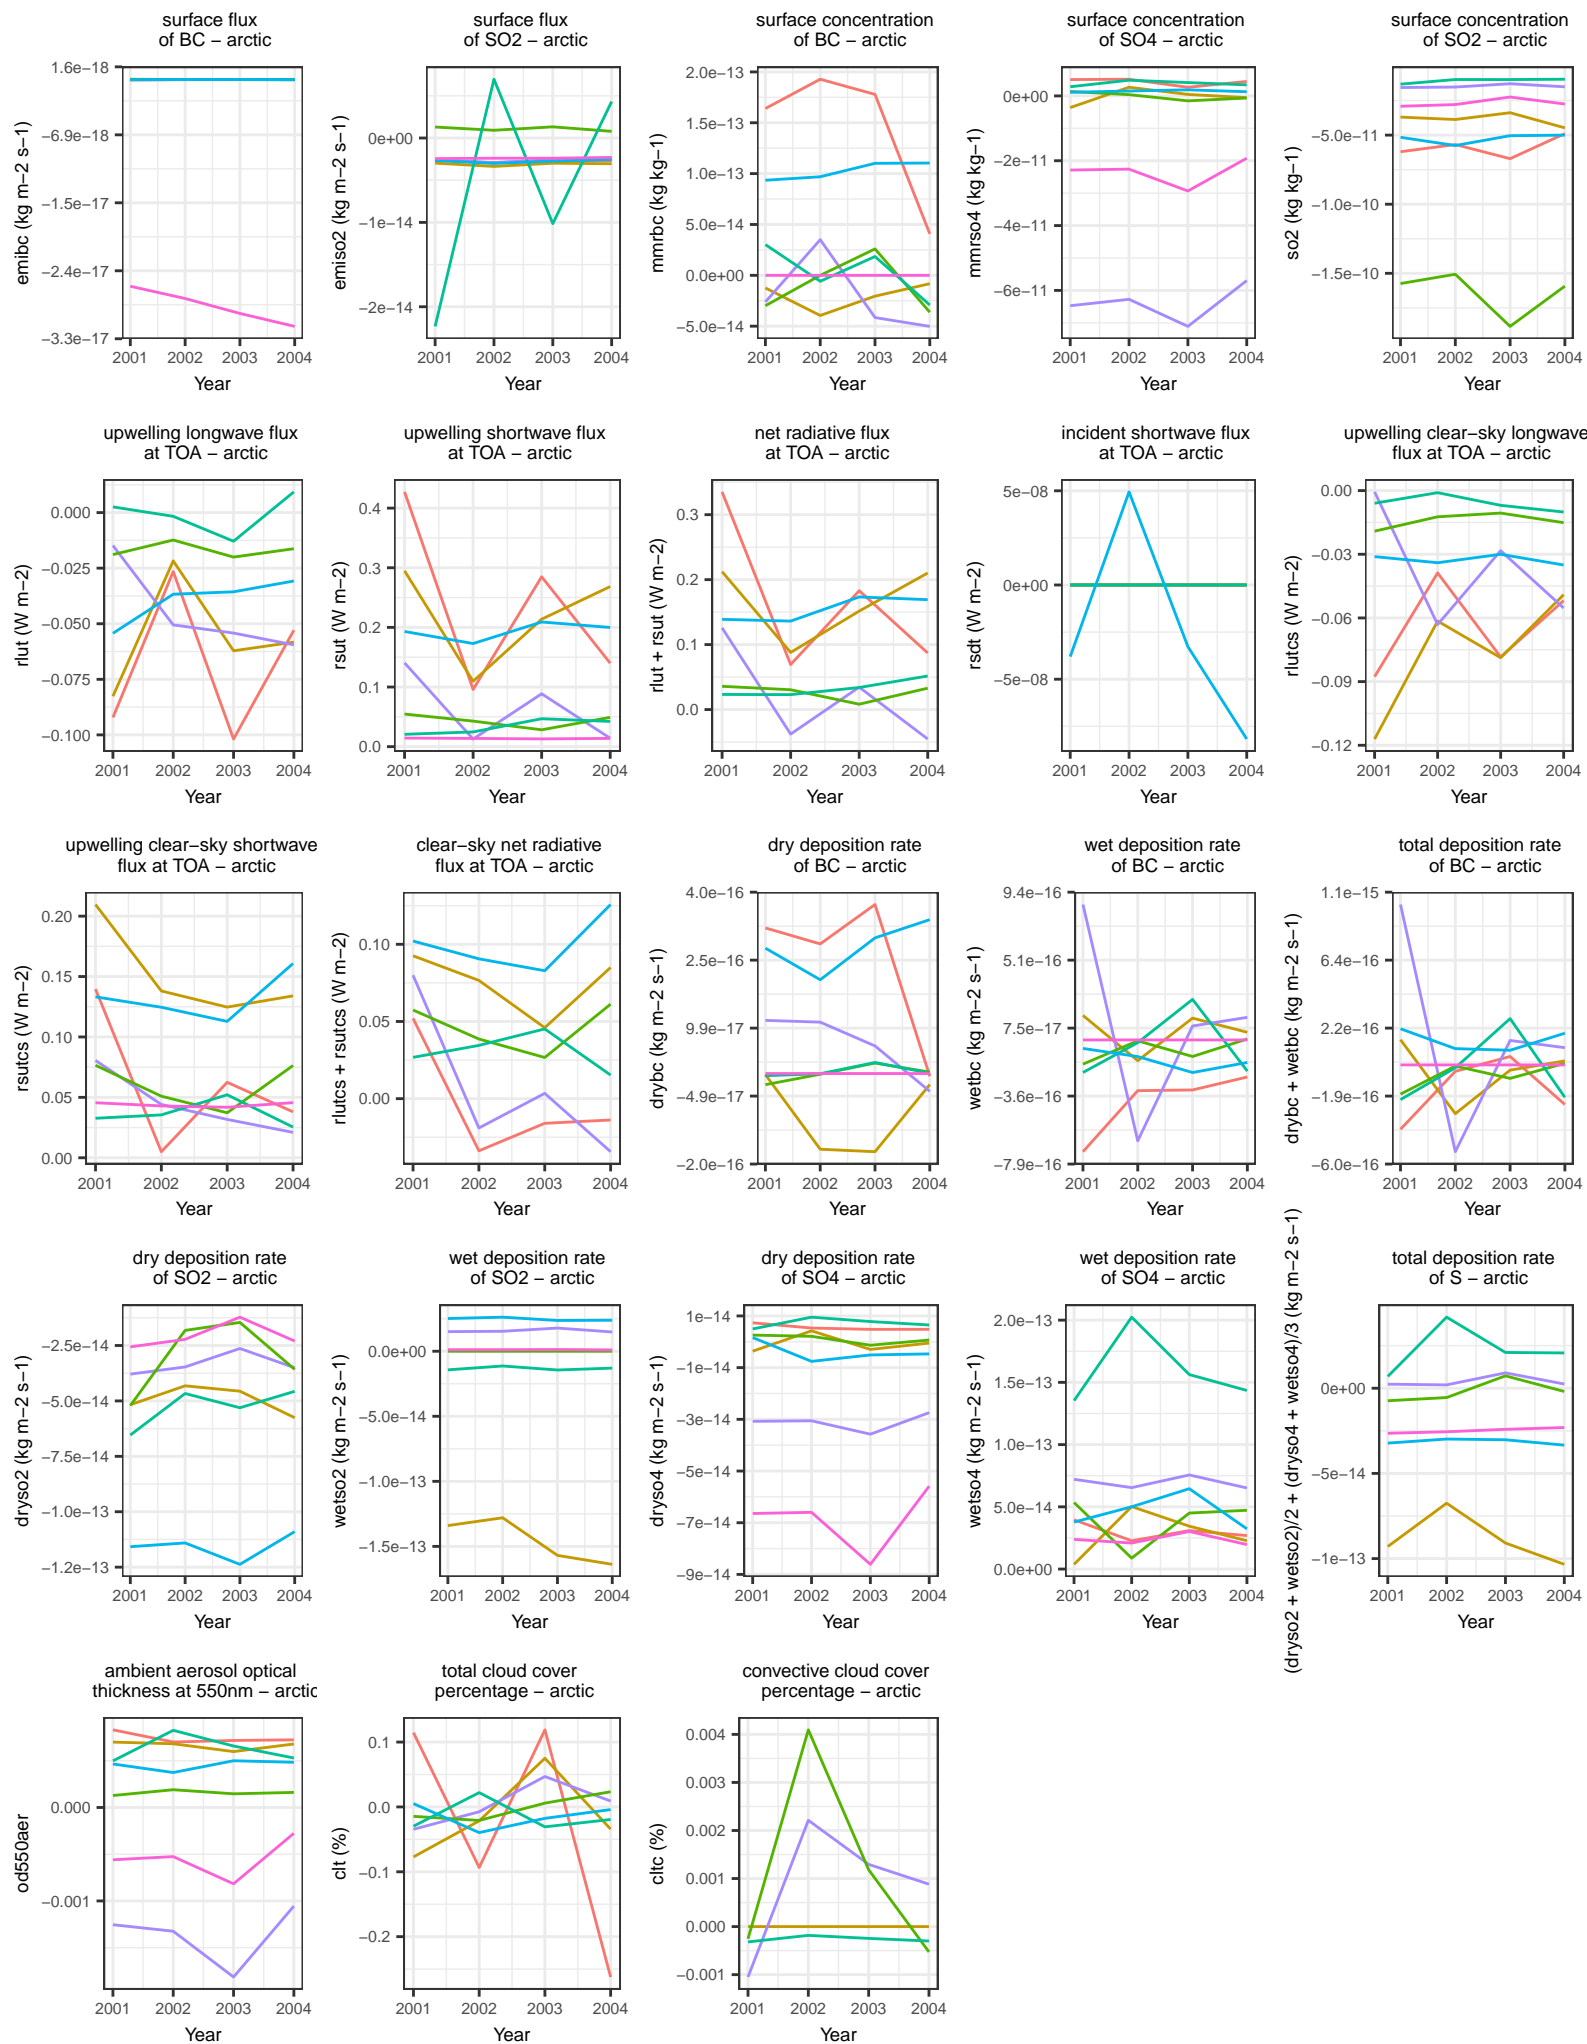 surface flux
of BC − arctic
emibc (kg m−2 s−1)
1.6e−18
−6.9e−18
−1.5e−17
−2.4e−17
−3.3e−17
2001 2002 2003 2004
Year
surface flux
of SO2 − arctic
emiso2 (kg m−2 s−1)
0e+00
−1e−14
−2e−14
2001 2002 2003 2004
Year
surface concentration
of BC − arctic
mmrbc (kg kg−1)
2.0e−13
1.5e−13
1.0e−13
5.0e−14
0.0e+00
−5.0e−14
2001 2002 2003 2004
Year
surface concentration
of SO4 − arctic
mmrso4 (kg kg−1)
0e+00
−2e−11
−4e−11
−6e−11
2001 2002 2003 2004
Year
surface concentration
of SO2 − arctic
so2 (kg kg−1)
−5.0e−11
−1.0e−10
−1.5e−10
2001 2002 2003 2004
Year
upwelling longwave flux
at TOA − arctic
rlut (W m−2)
0.000
−0.025
−0.050
−0.075
−0.100
2001 2002 2003 2004
Year
upwelling shortwave flux
at TOA − arctic
rsut (W m−2)
0.4
0.3
0.2
0.1
0.0
2001 2002 2003 2004
Year
net radiative flux
at TOA − arctic
rlut + rsut (W m−2)
0.3
0.2
0.1
0.0
2001 2002 2003 2004
Year
incident shortwave flux
at TOA − arctic
rsdt (W m−2)
5e−08
0e+00
−5e−08
2001 2002 2003 2004
Year
upwelling clear−sky longwave
flux at TOA − arctic
rlutcs (W m−2)
0.00
−0.03
−0.06
−0.09
−0.12
2001 2002 2003 2004
Year
upwelling clear−sky shortwave
flux at TOA − arctic
rsutcs (W m−2)
0.20
0.15
0.10
0.05
0.00
2001 2002 2003 2004
Year
clear−sky net radiative
flux at TOA − arctic
rlutcs + rsutcs (W m−2)
0.10
0.05
0.00
2001 2002 2003 2004
Year
dry deposition rate
of BC − arctic
drybc (kg m−2 s−1)
4.0e−16
2.5e−16
9.9e−17
−4.9e−17
−2.0e−16
2001 2002 2003 2004
Year
wet deposition rate
of BC − arctic
wetbc (kg m−2 s−1)
9.4e−16
5.1e−16
7.5e−17
−3.6e−16
−7.9e−16
2001 2002 2003 2004
Year
total deposition rate
of BC − arctic
drybc + wetbc (kg m−2 s−1)
1.1e−15
6.4e−16
2.2e−16
−1.9e−16
−6.0e−16
2001 2002 2003 2004
Year
dry deposition rate
of SO2 − arctic
dryso2 (kg m−2 s−1)
−2.5e−14
−5.0e−14
−7.5e−14
−1.0e−13
−1.2e−13
2001 2002 2003 2004
Year
wet deposition rate
of SO2 − arctic
wetso2 (kg m−2 s−1)
0.0e+00
−5.0e−14
−1.0e−13
−1.5e−13
2001 2002 2003 2004
Year
dry deposition rate
of SO4 − arctic
dryso4 (kg m−2 s−1)
1e−14
−1e−14
−3e−14
−5e−14
−7e−14
−9e−14
2001 2002 2003 2004
Year
wet deposition rate
of SO4 − arctic
wetso4 (kg m−2 s−1)
2.0e−13
1.5e−13
1.0e−13
5.0e−14
0.0e+00
2001 2002 2003 2004
Year
total deposition rate
of S − arctic
(dryso2 + wetso2)/2 + (dryso4 + wetso4)/3 (kg m−2 s−1)
0e+00
−5e−14
−1e−13
2001 2002 2003 2004
Year
ambient aerosol optical
thickness at 550nm − arctic
od550aer
0.000
−0.001
2001 2002 2003 2004
Year
total cloud cover
percentage − arctic
clt (%)
0.1
0.0
−0.1
−0.2
2001 2002 2003 2004
Year
convective cloud cover
percentage − arctic
cltc (%)
0.004
0.003
0.002
0.001
0.000
−0.001
2001 2002 2003 2004
Year